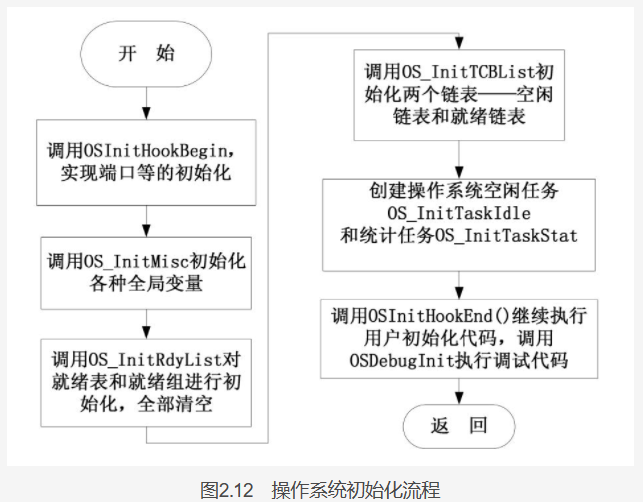 开 始
调用OSInitHookBegin,
实现端口等的初始化
调用OS_InitMisc初始化
各种全局变量
调用OS_InitRdyList对
就绪表和就绪组进行初
始化，全部清空
调用OS_InitTCBList初
始化两个链表——空闲
链表和就绪链表
创建操作系统空闲任务
OS_InitTaskIdle
和统计任务OS_InitTaskStat
调用OSInitHookEnd()继续执行
用户初始化代码，调用
OSDebugInit执行调试代码
返 回
图2.12 操作系统初始化流程